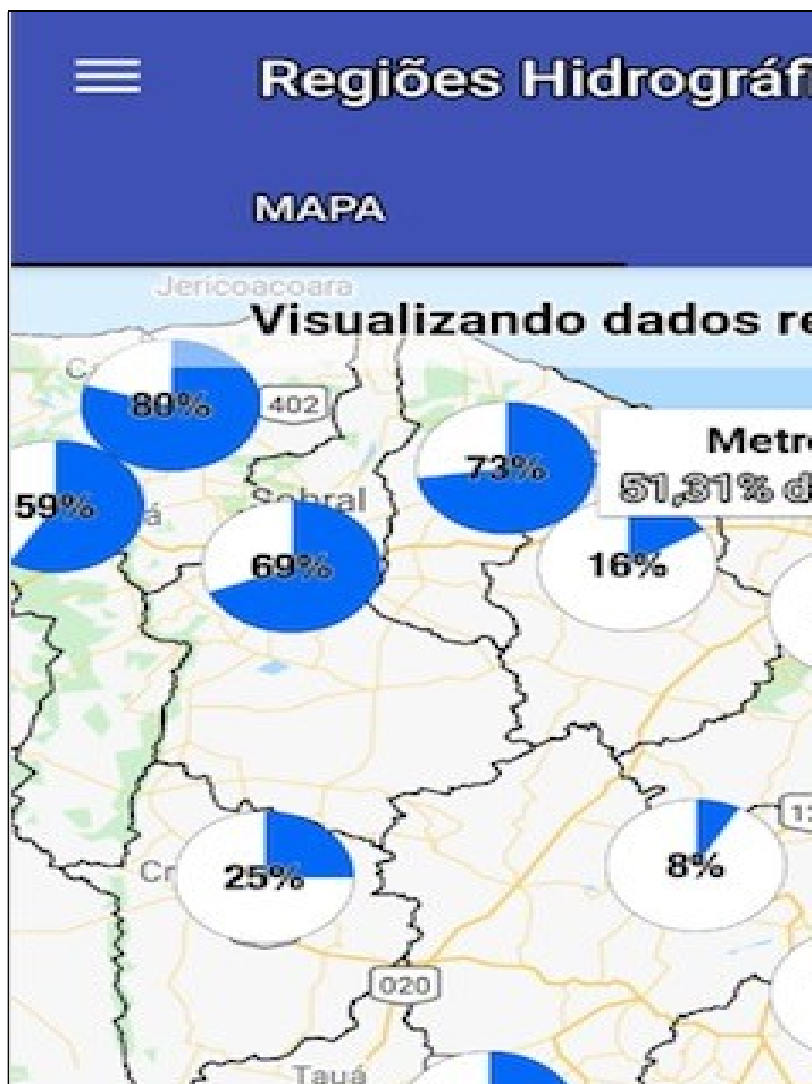 Regiões Hidrográfi
MAPA
Jericoacoara
Visualizando dados re
80%
402
Metr
73%
51,31% d
59%
Sobral
69%
16%
25%
8%
Cr
020
Tauá